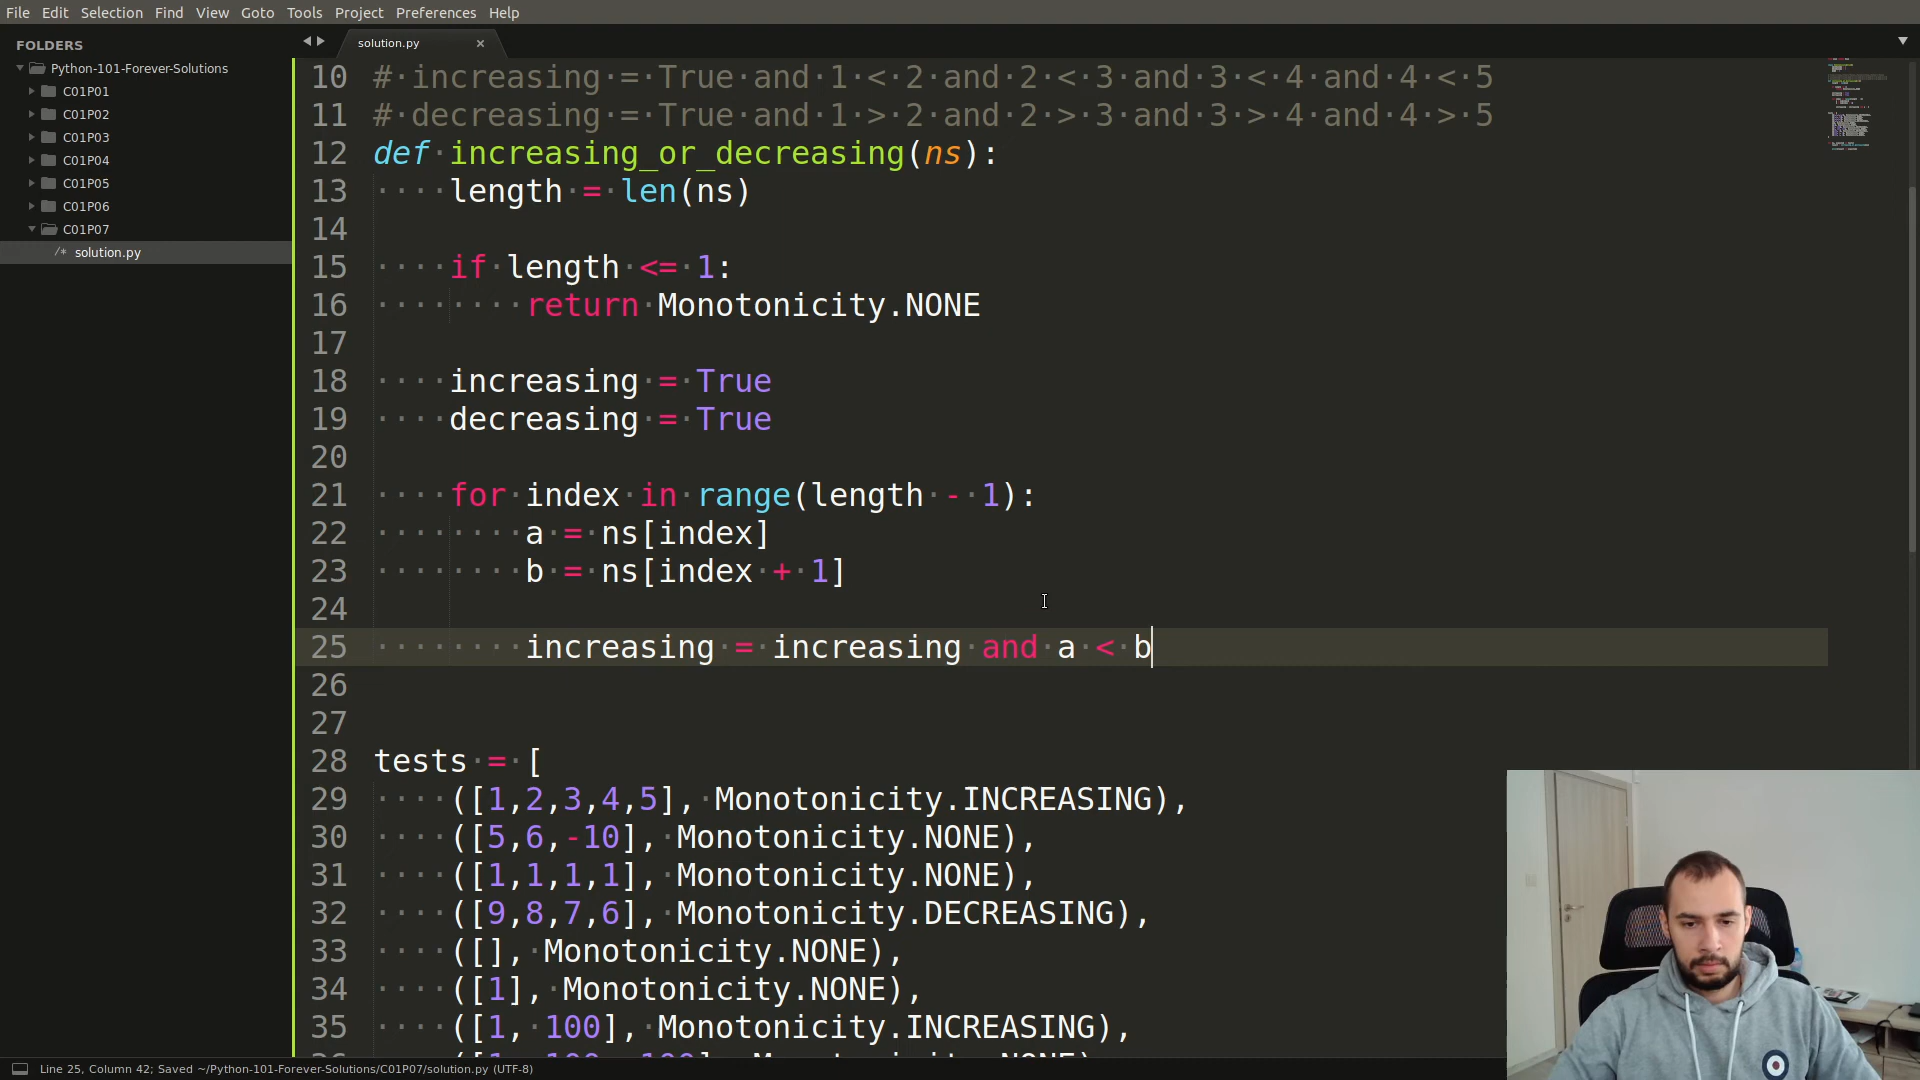 File Edit Selection Find View Goto Tools Project Preferences Help
FOLDERS
Python-101-Forever-Solutions
C01P01
C01P02
C01P03
C01P04
C01P05
C01P06
C01P07
/* solution.py
solution.py ×
10 # increasing = True and 1 < 2 and 2 < 3 and 3 < 4 and 4 < 5
11 # decreasing = True and 1 > 2 and 2 > 3 and 3 > 4 and 4 > 5
12 def increasing_or_decreasing(ns):
13     length = len(ns)
14
15     if length <= 1:
16         return Monotonicity.NONE
17
18     increasing = True
19     decreasing = True
20
21     for index in range(length - 1):
22         a = ns[index]
23         b = ns[index + 1]
24
25         increasing = increasing and a < b
26
27
28 tests = [
29     ([1,2,3,4,5], Monotonicity.INCREASING),
30     ([5,6,-10], Monotonicity.NONE),
31     ([1,1,1,1], Monotonicity.NONE),
32     ([9,8,7,6], Monotonicity.DECREASING),
33     ([], Monotonicity.NONE),
34     ([1], Monotonicity.NONE),
35     ([1, 100], Monotonicity.INCREASING),
Line 25, Column 42; Saved ~/Python-101-Forever-Solutions/C01P07/solution.py (UTF-8)